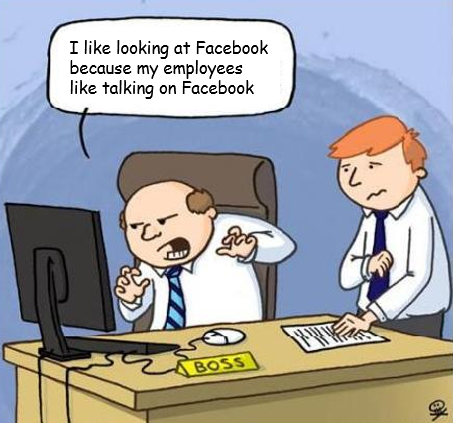 I like looking at Facebook
because my employees
like talking on Facebook
BOSS